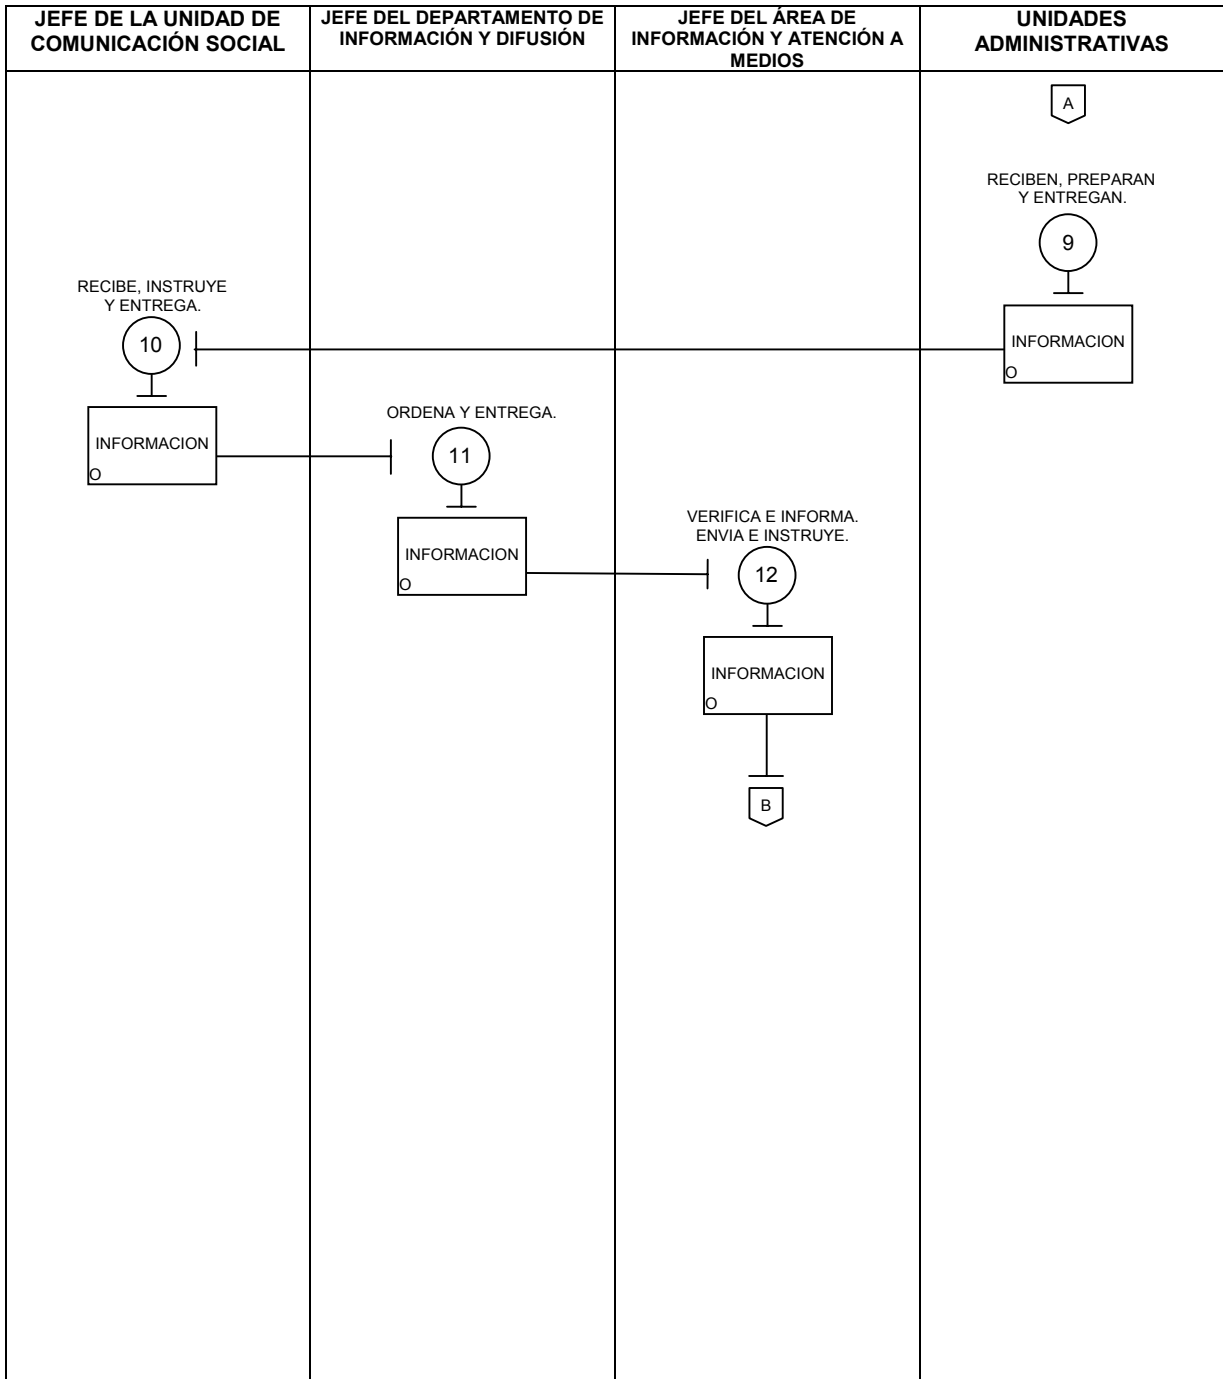 JEFE DE LA UNIDAD DE
COMUNICACIÓN SOCIAL
JEFE DEL DEPARTAMENTO DE
INFORMACIÓN Y DIFUSIÓN
JEFE DEL ÁREA DE
INFORMACIÓN Y ATENCIÓN A
MEDIOS
UNIDADES
ADMINISTRATIVAS
A
RECIBEN, PREPARAN
Y ENTREGAN.
9
INFORMACION
O
RECIBE, INSTRUYE
Y ENTREGA.
10
INFORMACION
O
ORDENA Y ENTREGA.
11
INFORMACION
O
VERIFICA E INFORMA.
ENVIA E INSTRUYE.
12
INFORMACION
O
B